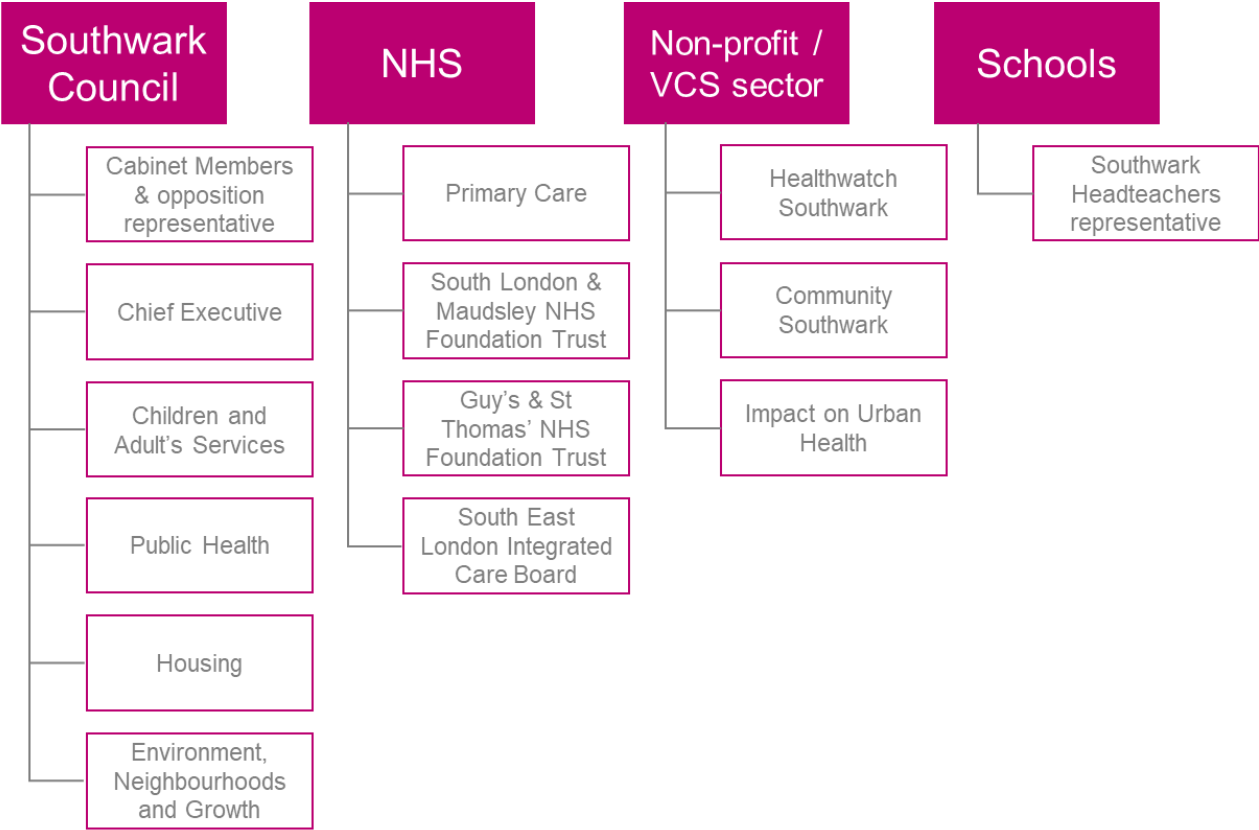 Southwark
Council
Cabinet Members
& opposition
representative
Chief Executive
Children and
Adult's Services
Public Health
Housing
Environment,
Neighbourhoods
and Growth
NHS
Primary Care
South London &
Maudsley NHS
Foundation Trust
Guy's & St
Thomas' NHS
Foundation Trust
South East
London Integrated
Care Board
Non-profit /
VCS sector
Healthwatch
Southwark
Community
Southwark
Impact on Urban
Health
Schools
Southwark
Headteachers
representative